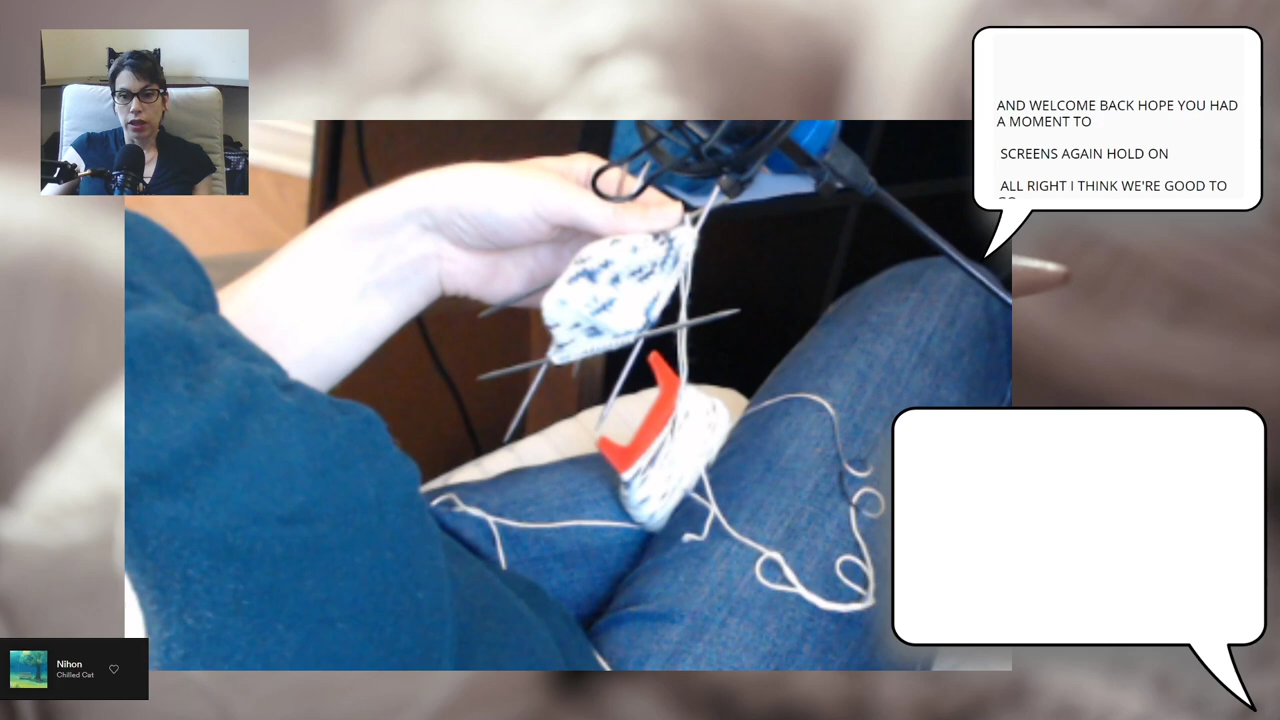 AND WELCOME BACK HOPE YOU HAD
A MOMENT TO
SCREENS AGAIN HOLD ON
ALL RIGHT I THINK WE'RE GOOD TO
Nihon
Chilled Cat